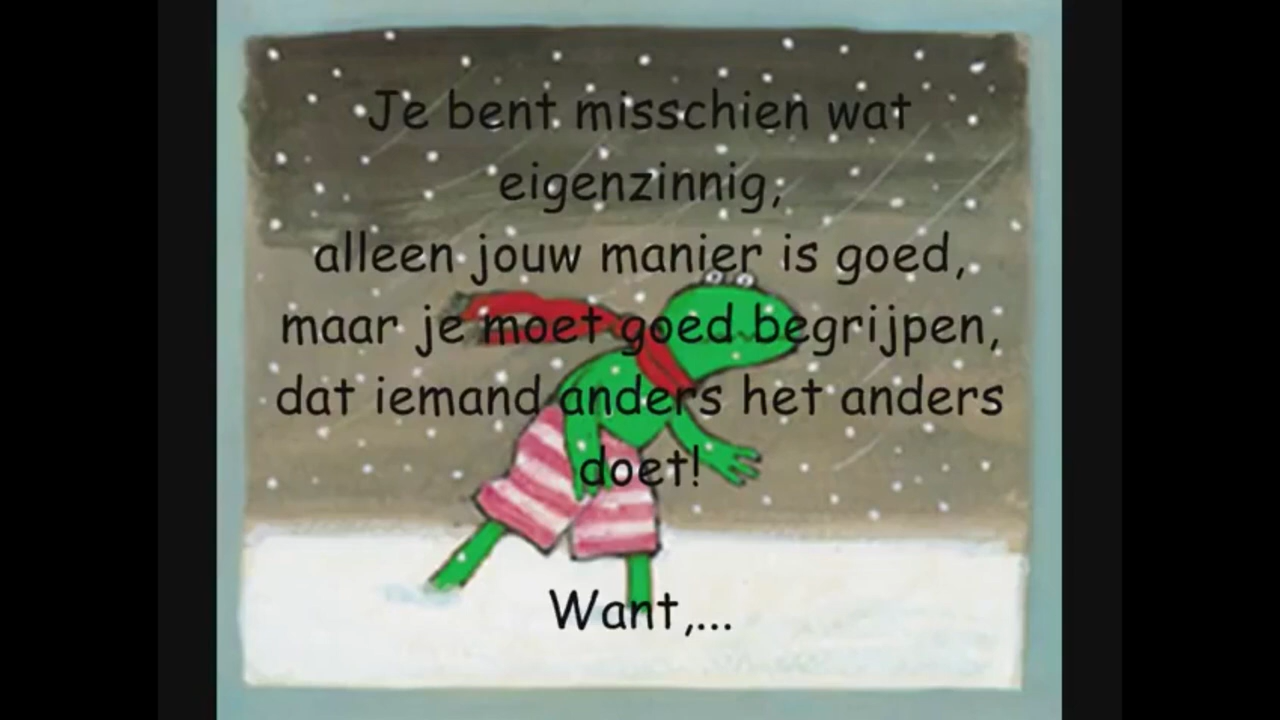 Je bent misschien wat
eigenzinnig,
alleen jouw manier is goed,
maar je moet goed begrijpen,
dat iemand anders het anders
doet!
Want,...